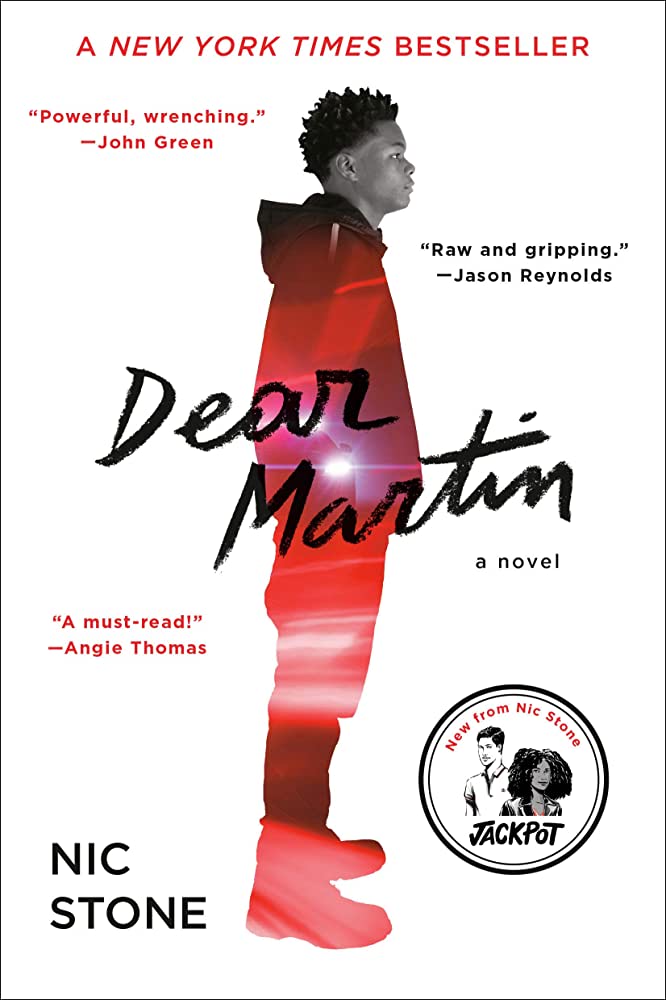 A NEW YORK TIMES BESTSELLER
“Powerful, wrenching.”
—John Green
“Raw and gripping.”
—Jason Reynolds
Dear
Martin
a novel
“A must-read!”
—Angie Thomas
New from Nic Stone
JACKPOT
NIC
STONE